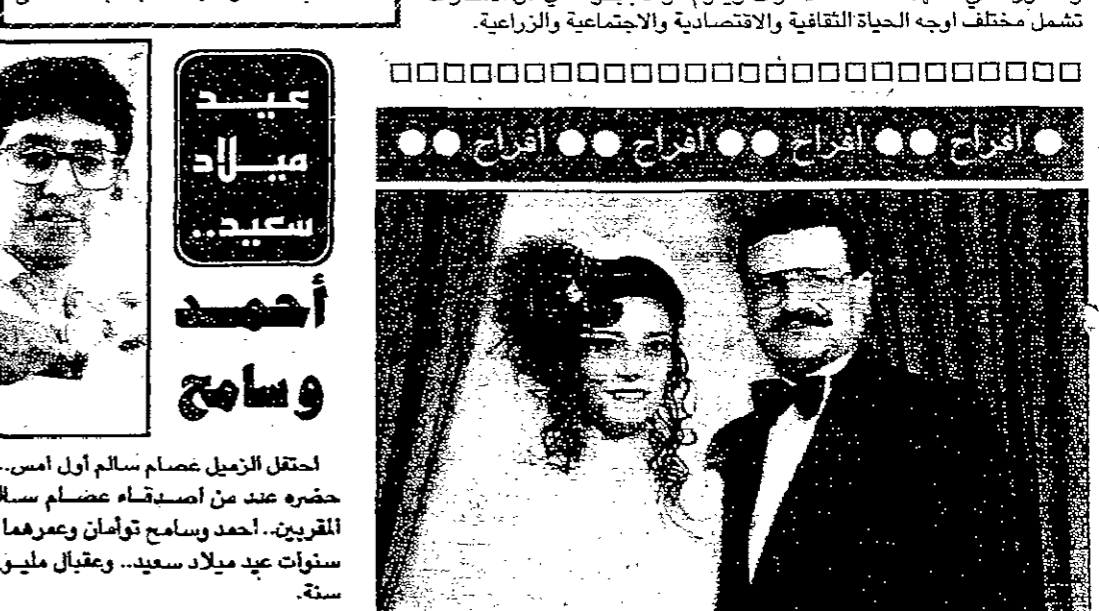 تشمل مختلف اوجه الحياة الثقافية والاقتصادية والاجتماعية والزراعية.
● افراح ●● افراح ●● افراح ●● افراح ●●
عيد
ميلاد
سعيد..
أحمد
وسامح
احتفل الزميل عصام سالم أول امس..
حضره عدد من اصدقاء عصام سالم
المقربين.. احمد وسامح توأمان وعمرهما
سنوات عيد ميلاد سعيد.. وعقبال مليون
سنة.